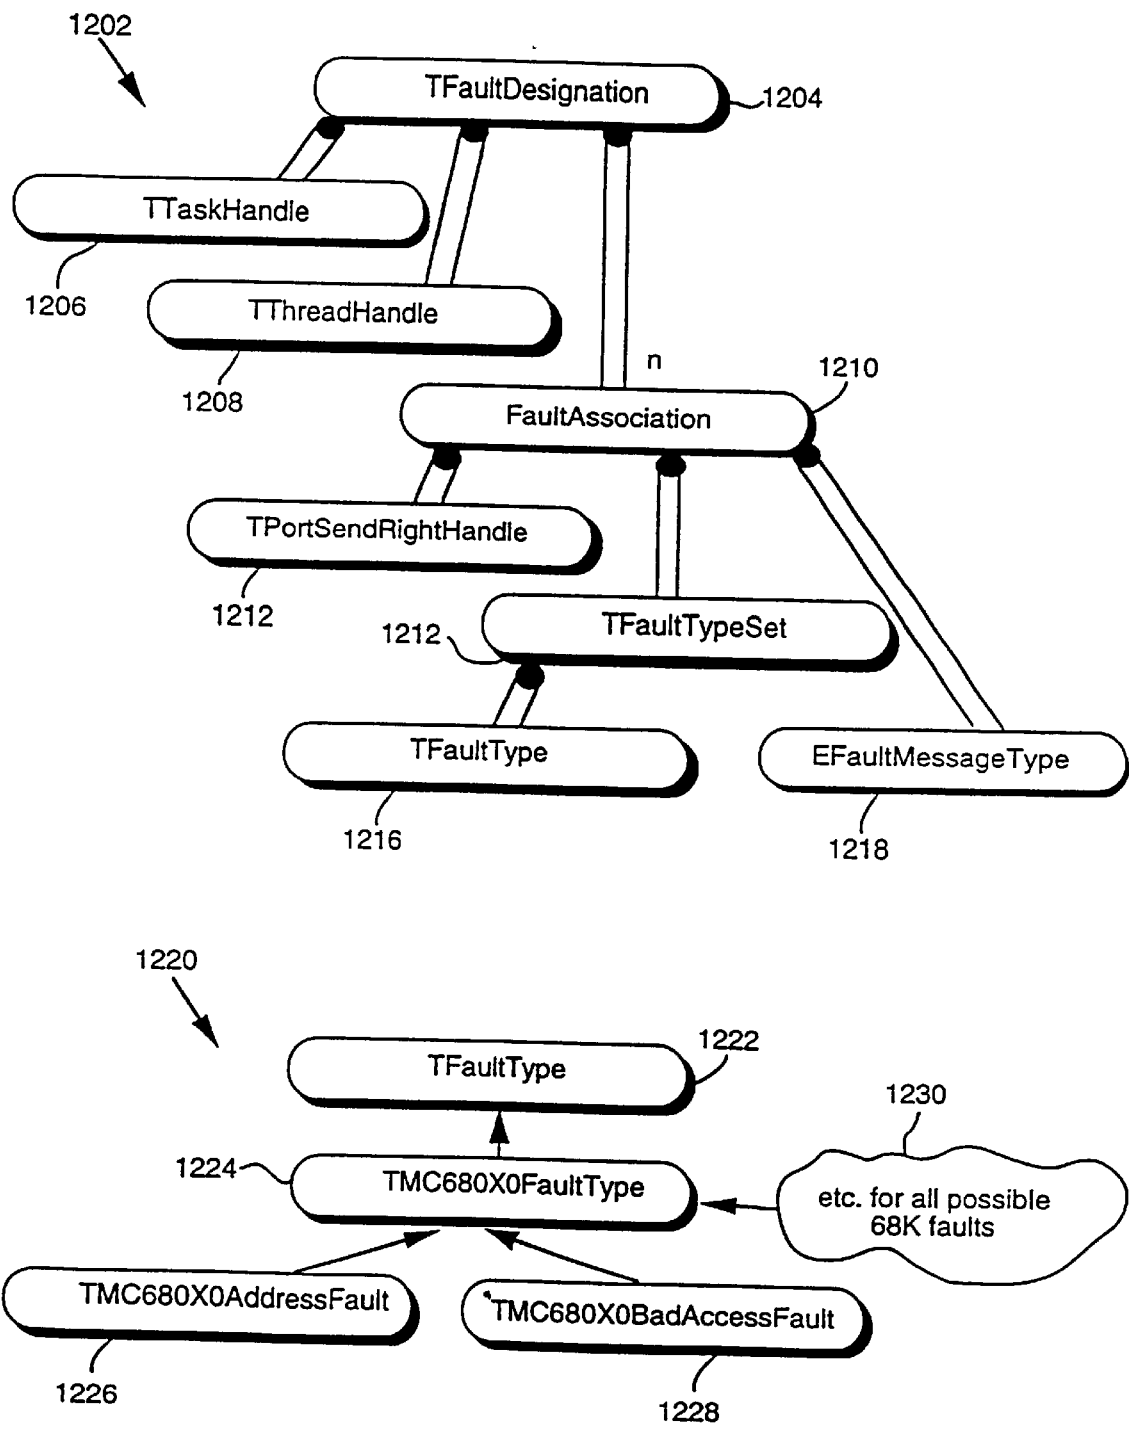 1202
TFaultDesignation
1204
TTaskHandle
1206
TThreadHandle
1208
n
1210
FaultAssociation
TPortSendRightHandle
1212
1212
TFaultTypeSet
TFaultType
1216
EFaultMessageType
1218
1220
TFaultType
1222
1224
TMC680X0FaultType
1230
etc. for all possible
68K faults
TMC680X0AddressFault
1226
TMC680X0BadAccessFault
1228